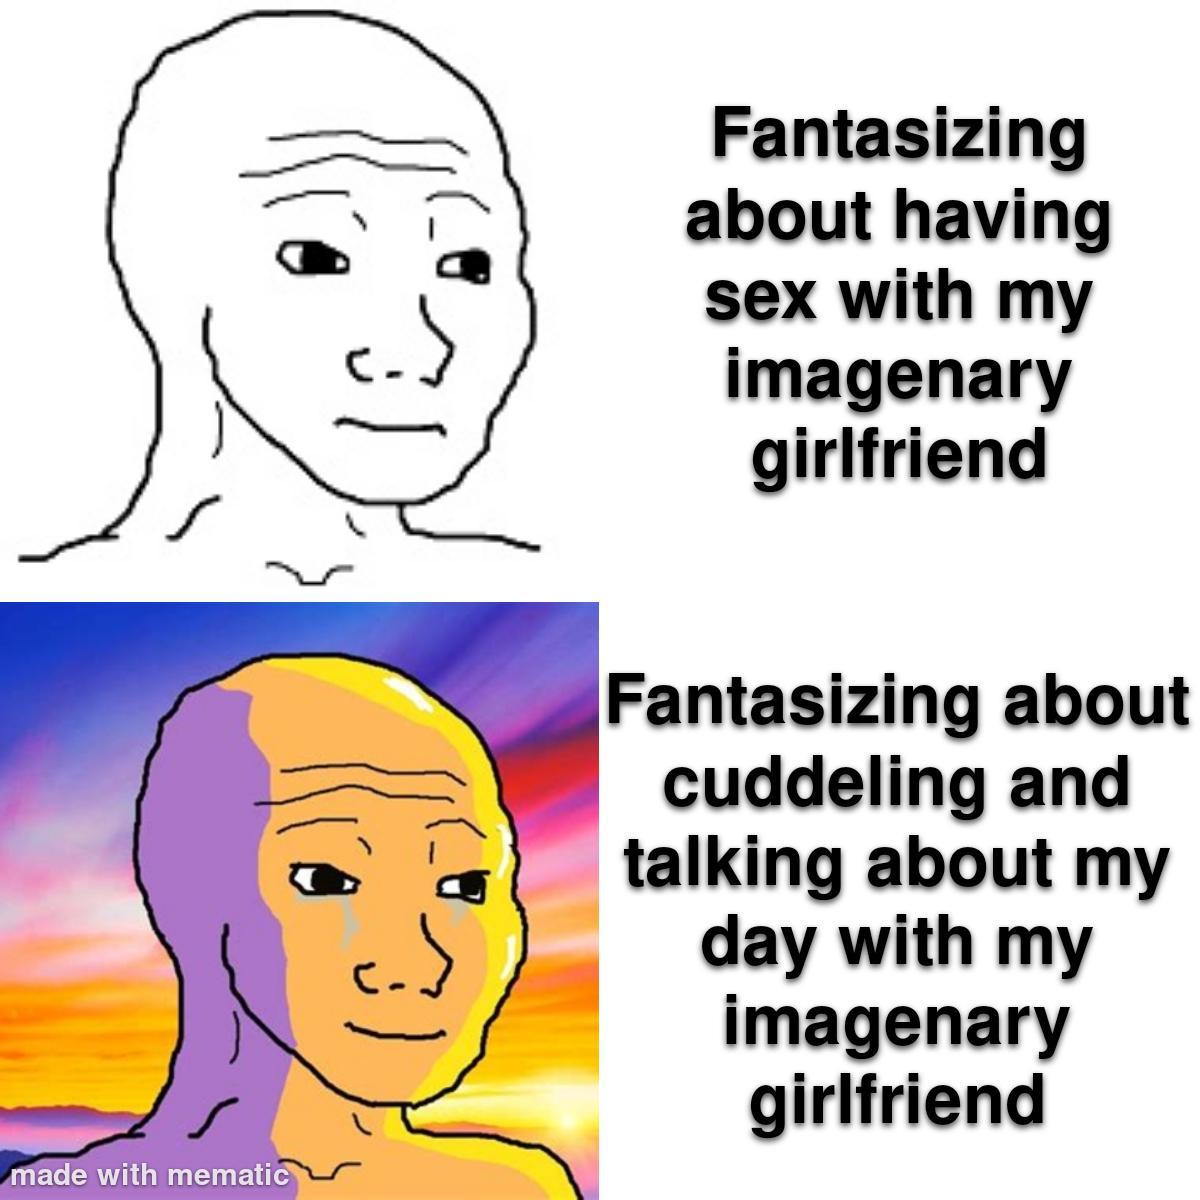 Fantasizing
about having
sex with my
imagenary
girlfriend
Fantasizing about
cuddeling and
talking about my
day with my
imagenary
girlfriend
made with mematic